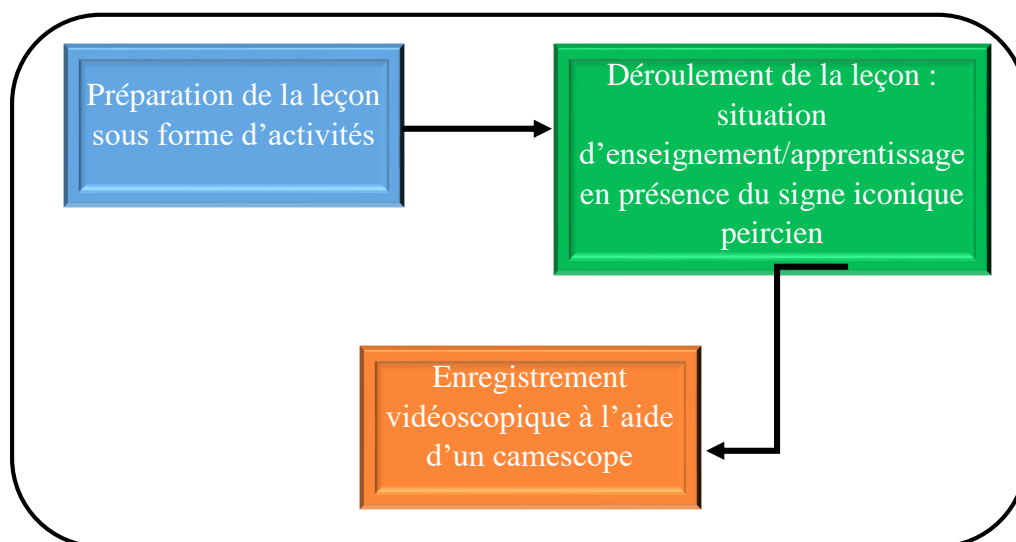 Préparation de la leçon
sous forme d’activités
Déroulement de la leçon :
situation
d’enseignement/apprentissage
en présence du signe iconique
peircien
Enregistrement
vidéoscopique à l’aide
d’un camescope